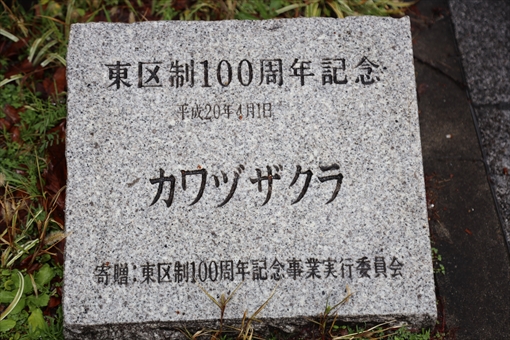 東区制100周年記念
平成20年4月1日
カワヅザクラ
寄贈：東区制100周年記念事業実行委員会